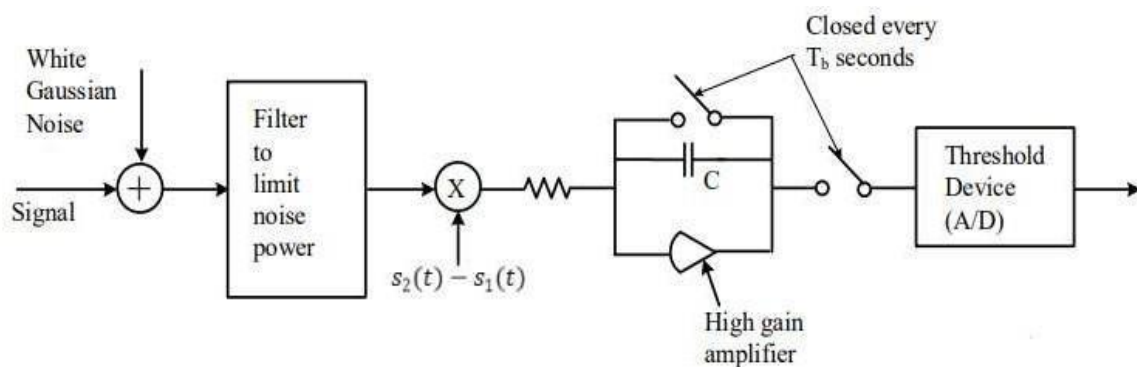 White
Gaussian
Noise
Signal
+
Filter
to
limit
noise
power
X
s₂(t) − s₁(t)
C
High gain
amplifier
Closed every
T_b seconds
Threshold
Device
(A/D)